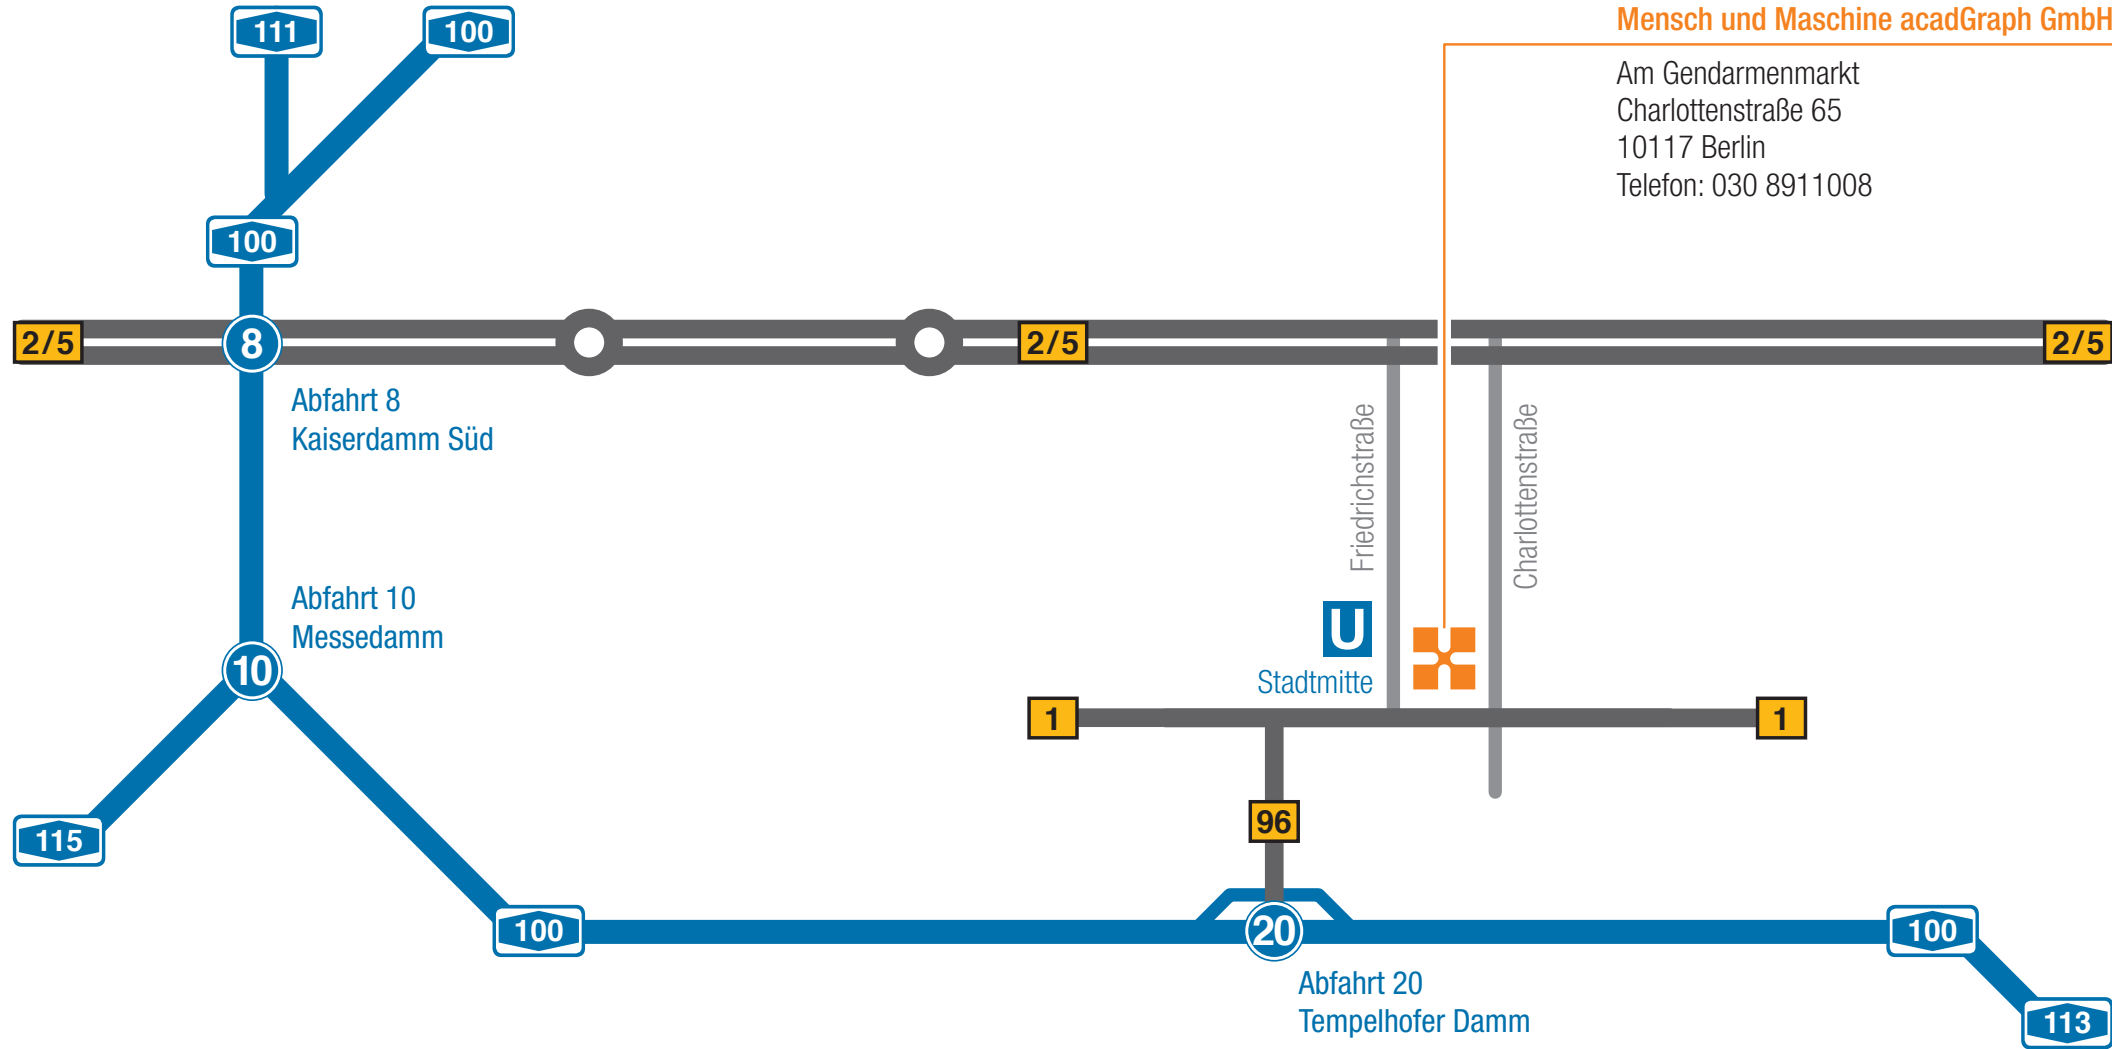 111
100
Mensch und Maschine acadGraph GmbH
Am Gendarmenmarkt
Charlottenstraße 65
10117 Berlin
Telefon: 030 8911008
100
2/5
8
2/5
2/5
Abfahrt 8
Kaiserdamm Süd
Friedrichstraße
Charlottenstraße
Abfahrt 10
Messedamm
10
U
Stadtmitte
1
1
115
96
100
20
100
Abfahrt 20
Tempelhofer Damm
113